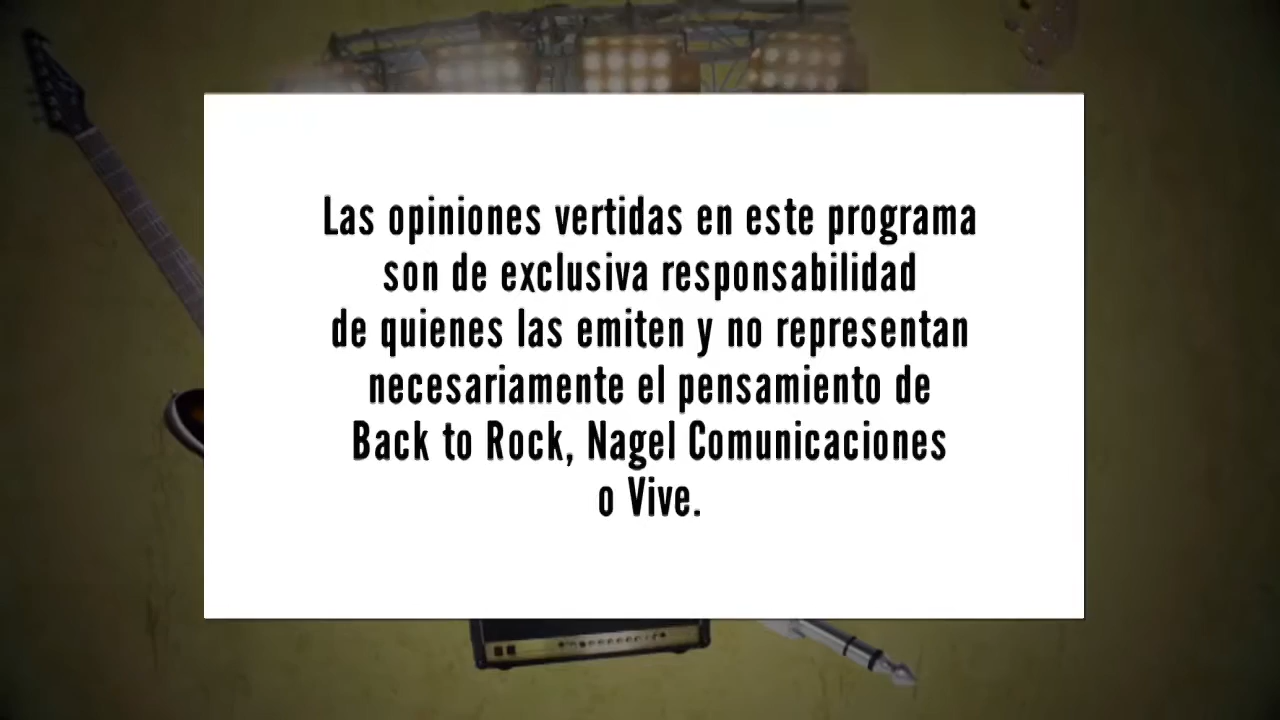 Las opiniones vertidas en este programa
son de exclusiva responsabilidad
de quienes las emiten y no representan
necesariamente el pensamiento de
Back to Rock, Nagel Comunicaciones
o Vive.